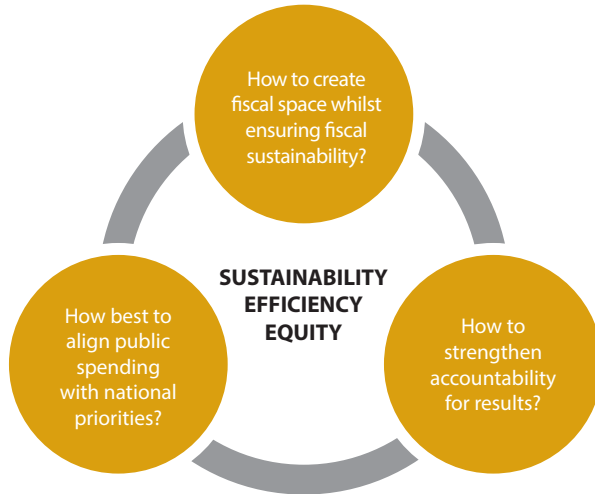 How to create
fiscal space whilst
ensuring fiscal
sustainability?
SUSTAINABILITY
EFFICIENCY
EQUITY
How best to
align public
spending
with national
priorities?
How to
strengthen
accountability
for results?